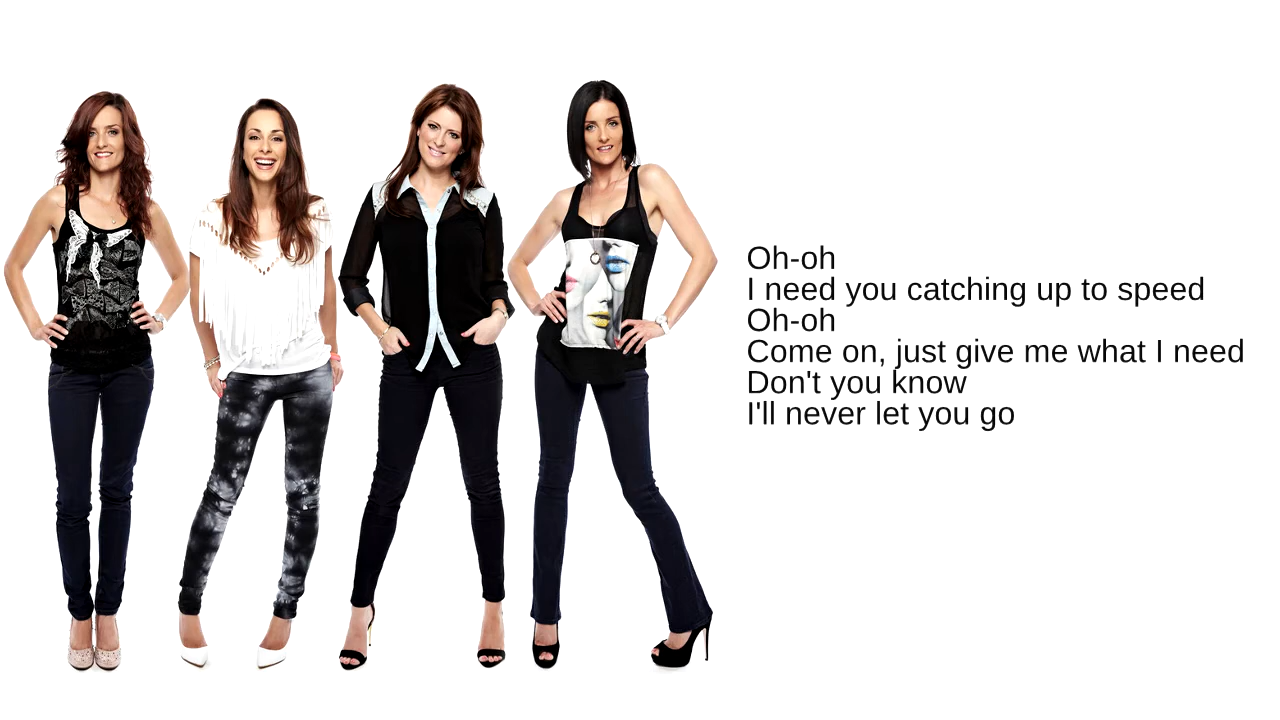 Oh-oh
I need you catching up to speed
Oh-oh
Come on, just give me what I need
Don't you know
I'll never let you go